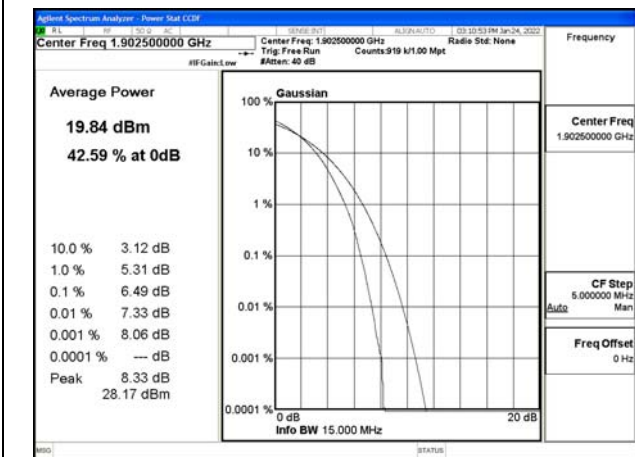 Agilent Spectrum Analyzer - Power Stat CCDF
RL RF 50 Ω AC SENSE:INT ALIGN AUTO 03:10:53 PM Jan 24, 2022
Center Freq 1.902500000 GHz
Center Freq: 1.902500000 GHz Radio Std: None
Trig: Free Run Counts:919 k/1.00 Mpt
#IFGain:Low #Atten: 40 dB
Frequency
Average Power
19.84 dBm
42.59 % at 0dB
10.0 % 3.12 dB
1.0 % 5.31 dB
0.1 % 6.49 dB
0.01 % 7.33 dB
0.001 % 8.06 dB
0.0001 % --- dB
Peak 8.33 dB
28.17 dBm
Gaussian
100 %
10 %
1 %
0.1 %
0.01 %
0.001 %
0.0001 %
0 dB 20 dB
Info BW 15.000 MHz
Center Freq
1.902500000 GHz
CF Step
5.000000 MHz
Auto Man
Freq Offset
0 Hz
MSG STATUS